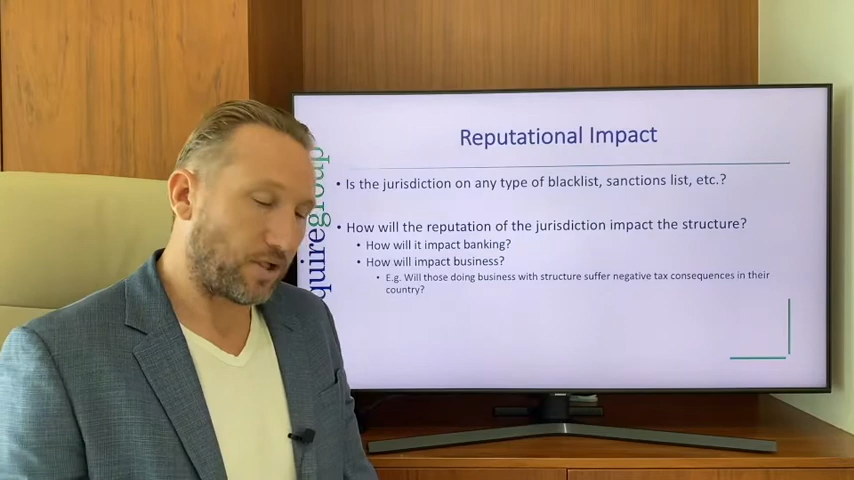 Reputational Impact
• Is the jurisdiction on any type of blacklist, sanctions list, etc.?
• How will the reputation of the jurisdiction impact the structure?
• How will it impact banking?
• How will impact business?
• E.g. Will those doing business with structure suffer negative tax consequences in their
country?
quiregroup